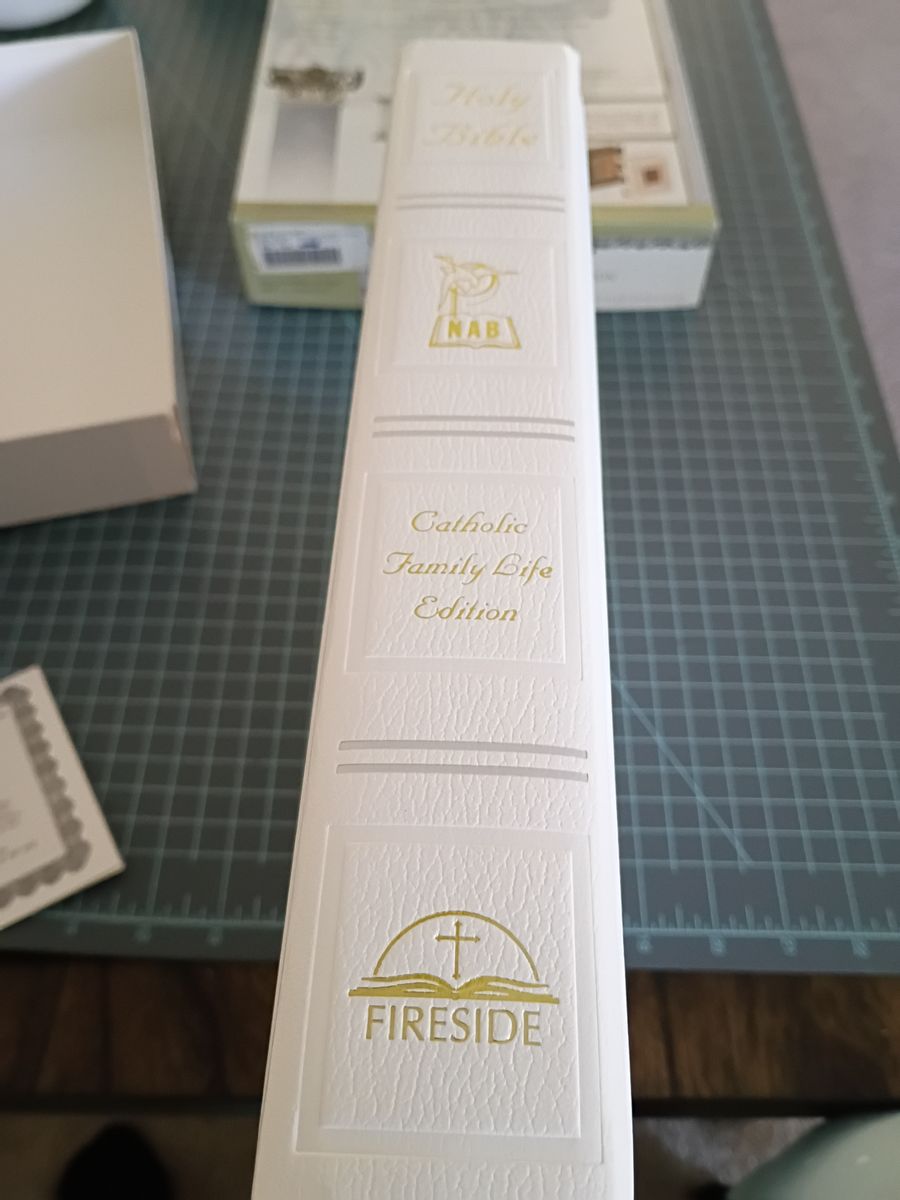 Holy
Bible
NAB
Catholic
Family Life
Edition
FIRESIDE